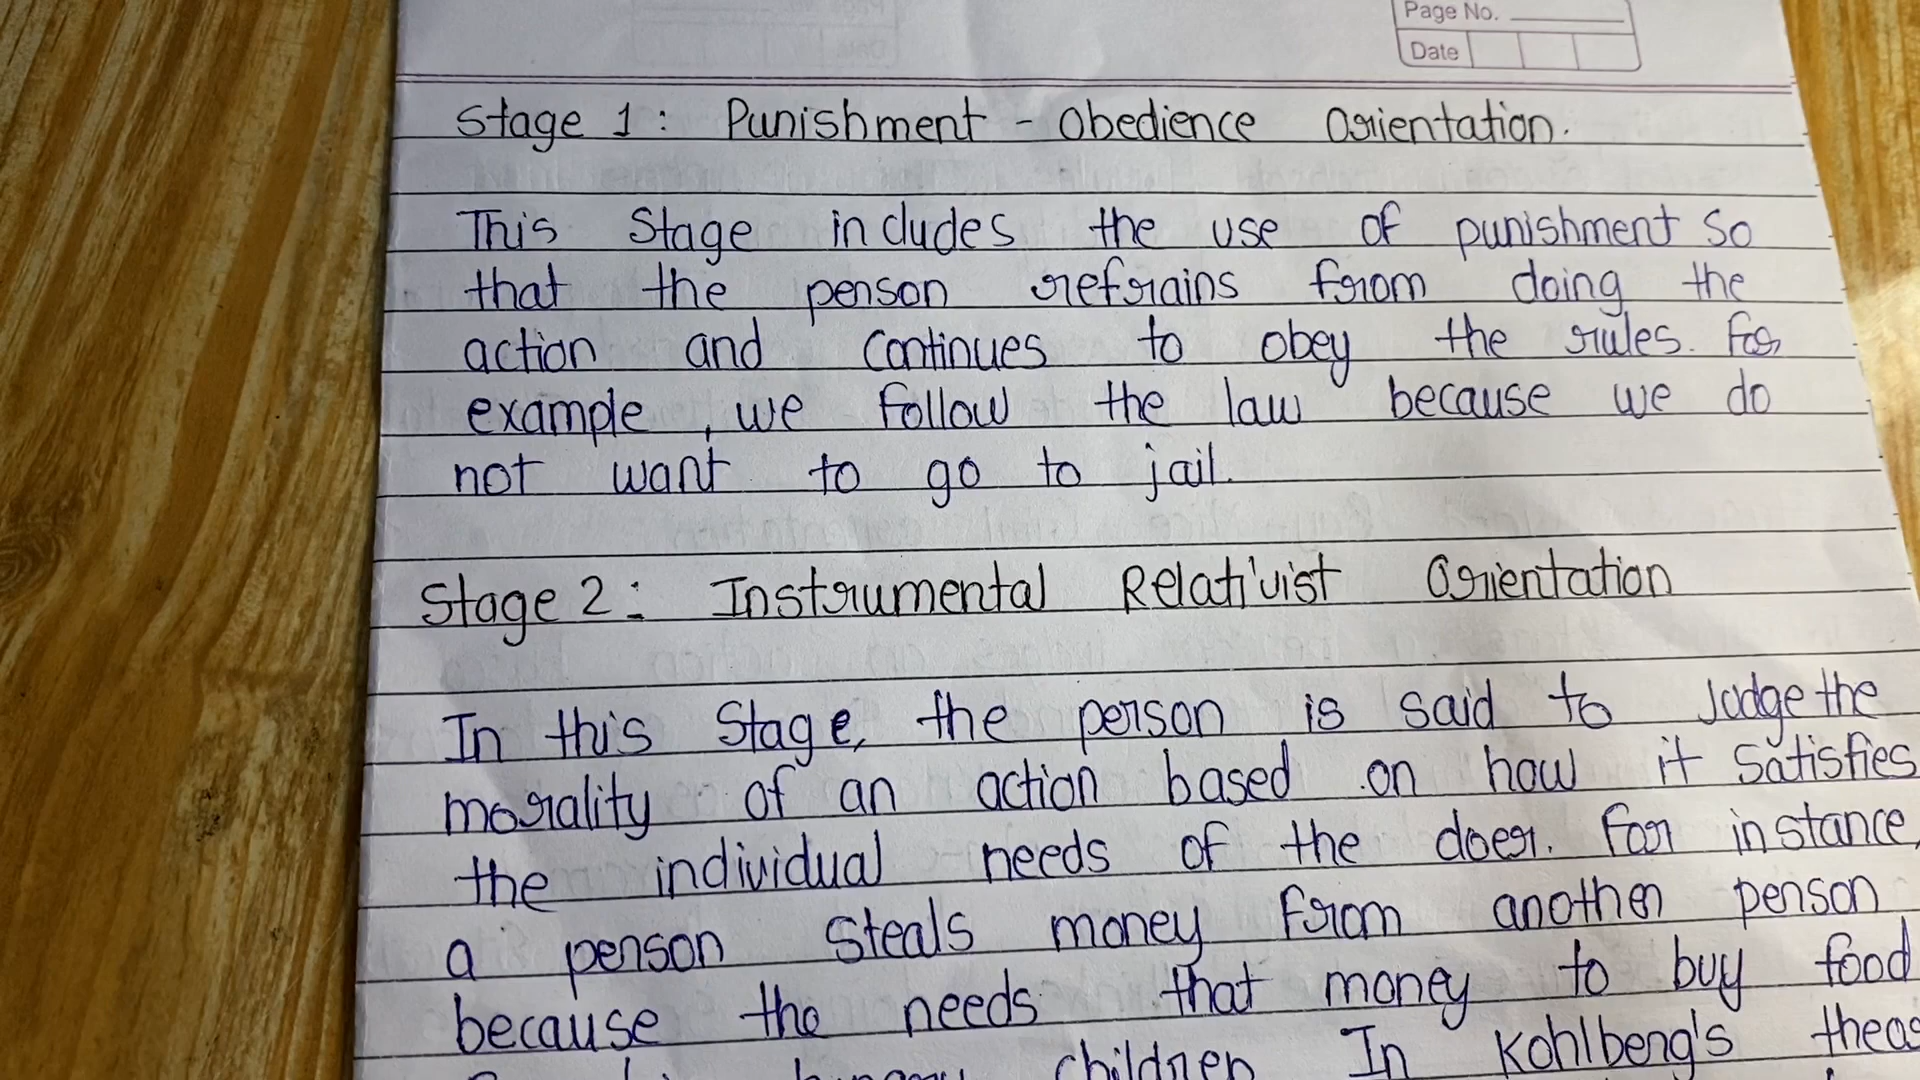 Page No.
Date
Stage 1: Punishment - Obedience Orientation.
This Stage includes the use of punishment so
that the person refrains from doing the
action and continues to obey the rules. For
example, we follow the law because we do
not want to go to jail.
Stage 2: Instrumental Relativist Orientation
In this Stage, the person is said to Judge the
morality of an action based on how it satisfies
the individual needs of the doer. For instance,
a person steals money from another person
because the needs that money to buy food
children. In Kohlberg's